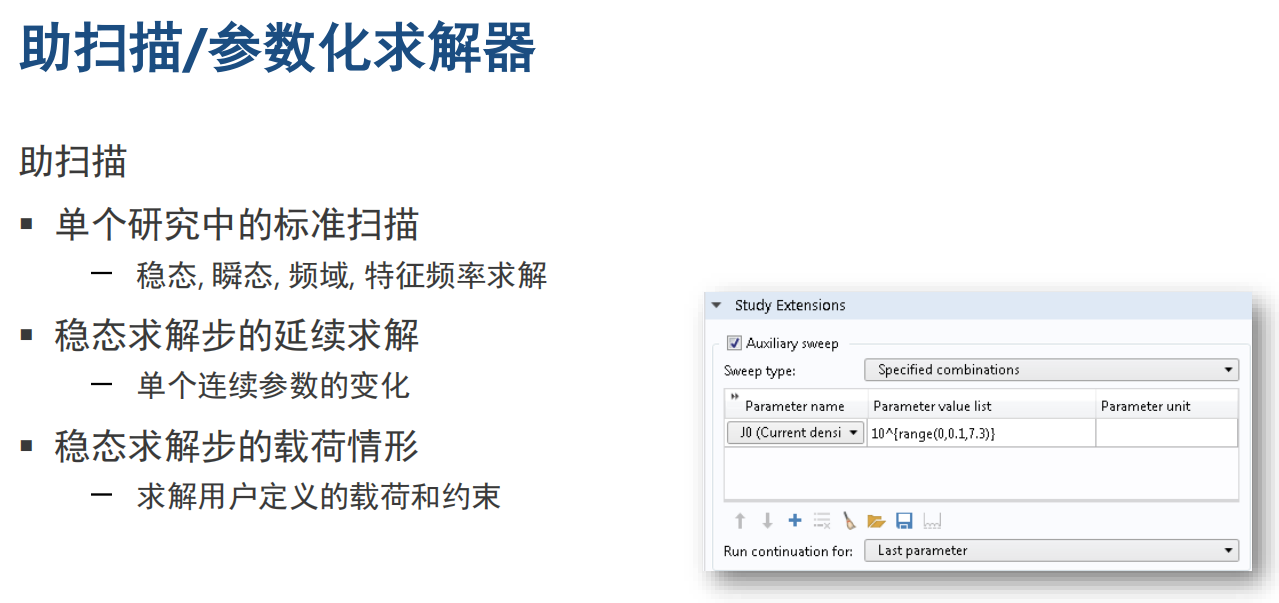 助扫描/参数化求解器
助扫描
▪ 单个研究中的标准扫描
— 稳态, 瞬态, 频域, 特征频率求解
▪ 稳态求解步的延续求解
— 单个连续参数的变化
▪ 稳态求解步的载荷情形
— 求解用户定义的载荷和约束
Study Extensions
Auxiliary sweep
Sweep type: Specified combinations
Parameter name Parameter value list Parameter unit
J0 (Current densi 10^{range(0,0.1,7.3)}
Run continuation for: Last parameter